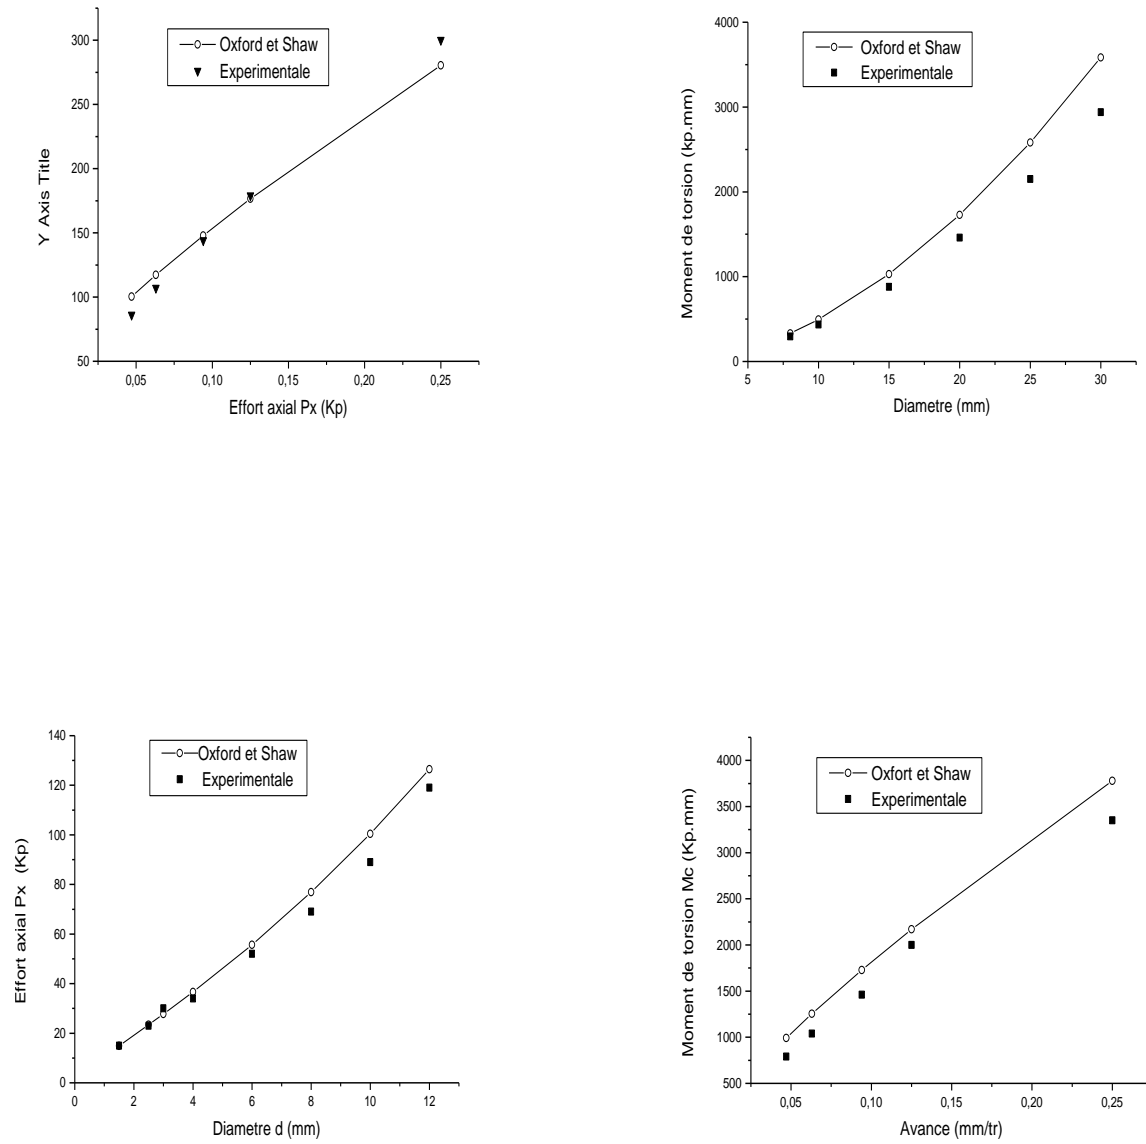 Oxford et Shaw
Experimentale
300
250
200
150
100
50
Y Axis Title
0,05 0,10 0,15 0,20 0,25
Effort axial Px (Kp)
Oxford et Shaw
Experimentale
4000
3000
2000
1000
0
Moment de torsion (kp.mm)
5 10 15 20 25 30
Diametre (mm)
Oxford et Shaw
Experimentale
140
120
100
80
60
40
20
0
Effort axial Px (Kp)
0 2 4 6 8 10 12
Diametre d (mm)
Oxfort et Shaw
Experimentale
4000
3500
3000
2500
2000
1500
1000
500
Moment de torsion Mc (Kp.mm)
0,05 0,10 0,15 0,20 0,25
Avance (mm/tr)